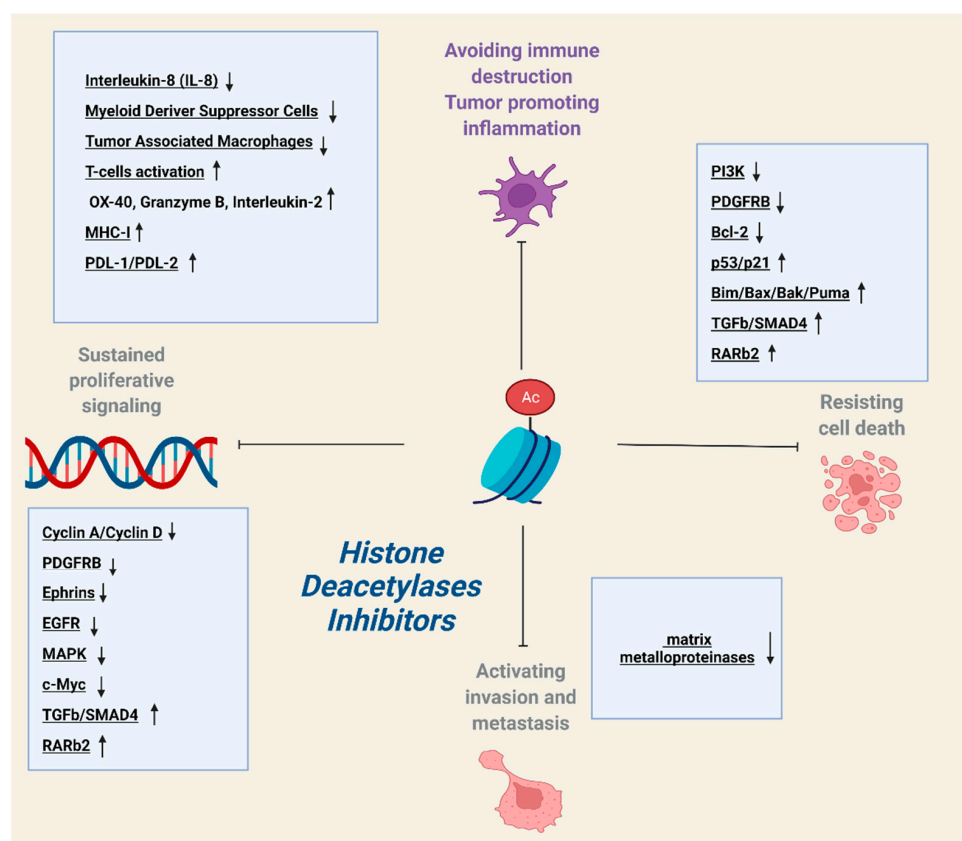 Interleukin-8 (IL-8) ↓
Myeloid Deriver Suppressor Cells ↓
Tumor Associated Macrophages ↓
T-cells activation ↑
OX-40, Granzyme B, Interleukin-2 ↑
MHC-I ↑
PDL-1/PDL-2 ↑
Avoiding immune
destruction
Tumor promoting
inflammation
PI3K ↓
PDGFRB ↓
Bcl-2 ↓
p53/p21 ↑
Bim/Bax/Bak/Puma ↑
TGFb/SMAD4 ↑
RARb2 ↑
Sustained
proliferative
signaling
Ac
Resisting
cell death
Cyclin A/Cyclin D ↓
PDGFRB ↓
Ephrins ↓
EGFR ↓
MAPK ↓
c-Myc ↓
TGFb/SMAD4 ↑
RARb2 ↑
Histone
Deacetylases
Inhibitors
matrix
metalloproteinases ↓
Activating
invasion and
metastasis